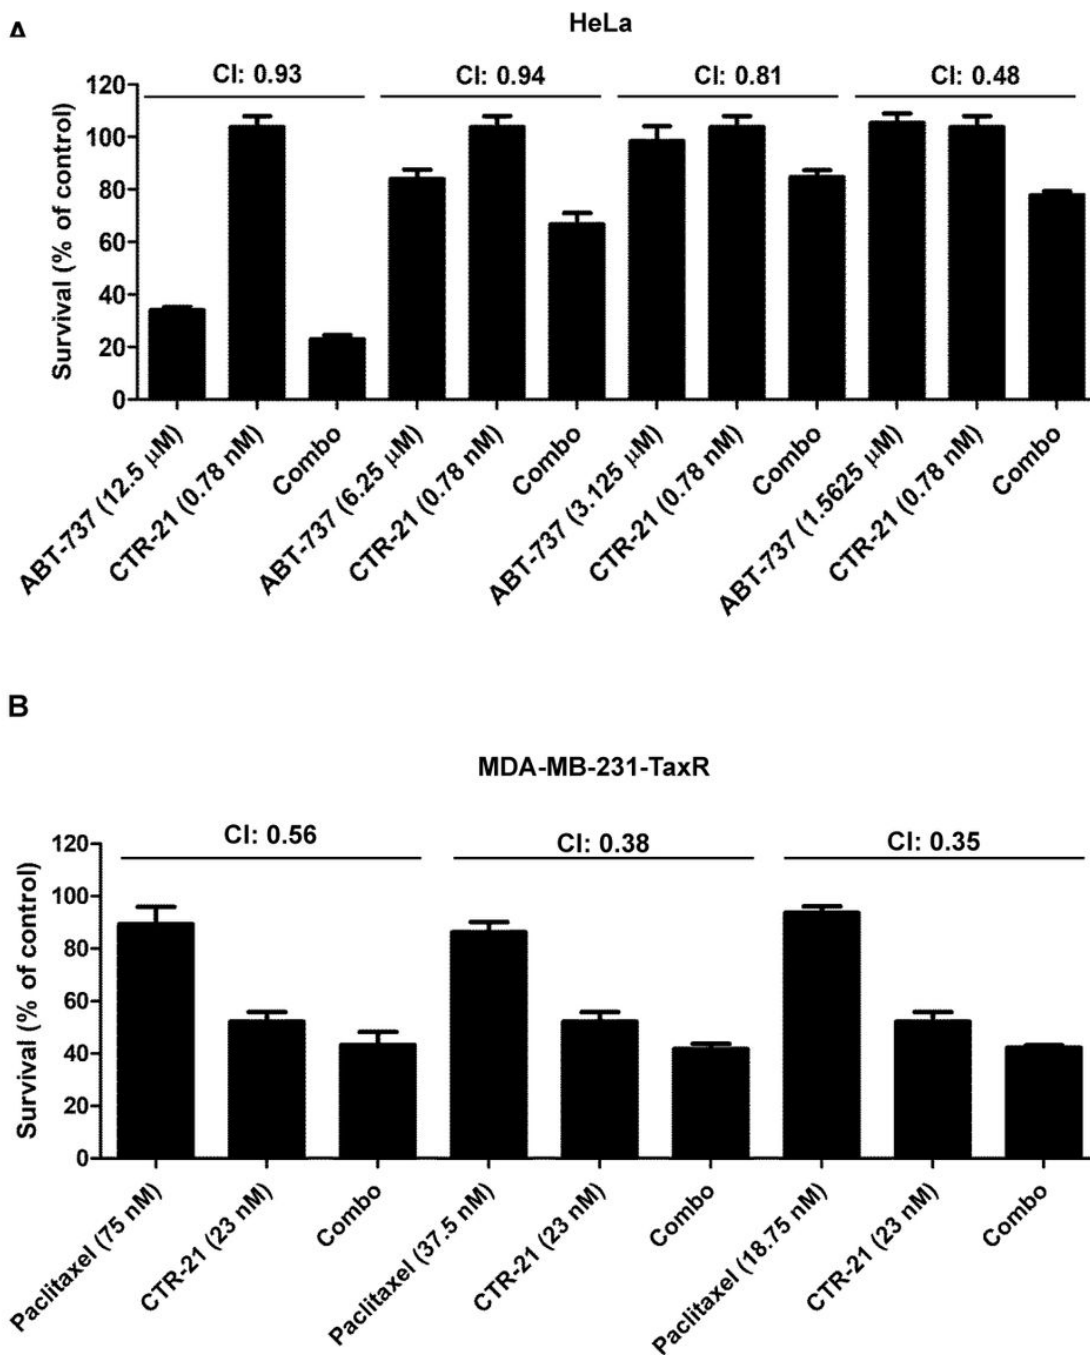 A
HeLa
CI: 0.93 CI: 0.94 CI: 0.81 CI: 0.48
Survival (% of control)
120
100
80
60
40
20
0
ABT-737 (12.5 μM)
CTR-21 (0.78 nM)
Combo
ABT-737 (6.25 μM)
CTR-21 (0.78 nM)
Combo
ABT-737 (3.125 μM)
CTR-21 (0.78 nM)
Combo
ABT-737 (1.5625 μM)
CTR-21 (0.78 nM)
Combo
B
MDA-MB-231-TaxR
CI: 0.56 CI: 0.38 CI: 0.35
Survival (% of control)
120
100
80
60
40
20
0
Paclitaxel (75 nM)
CTR-21 (23 nM)
Combo
Paclitaxel (37.5 nM)
CTR-21 (23 nM)
Combo
Paclitaxel (18.75 nM)
CTR-21 (23 nM)
Combo